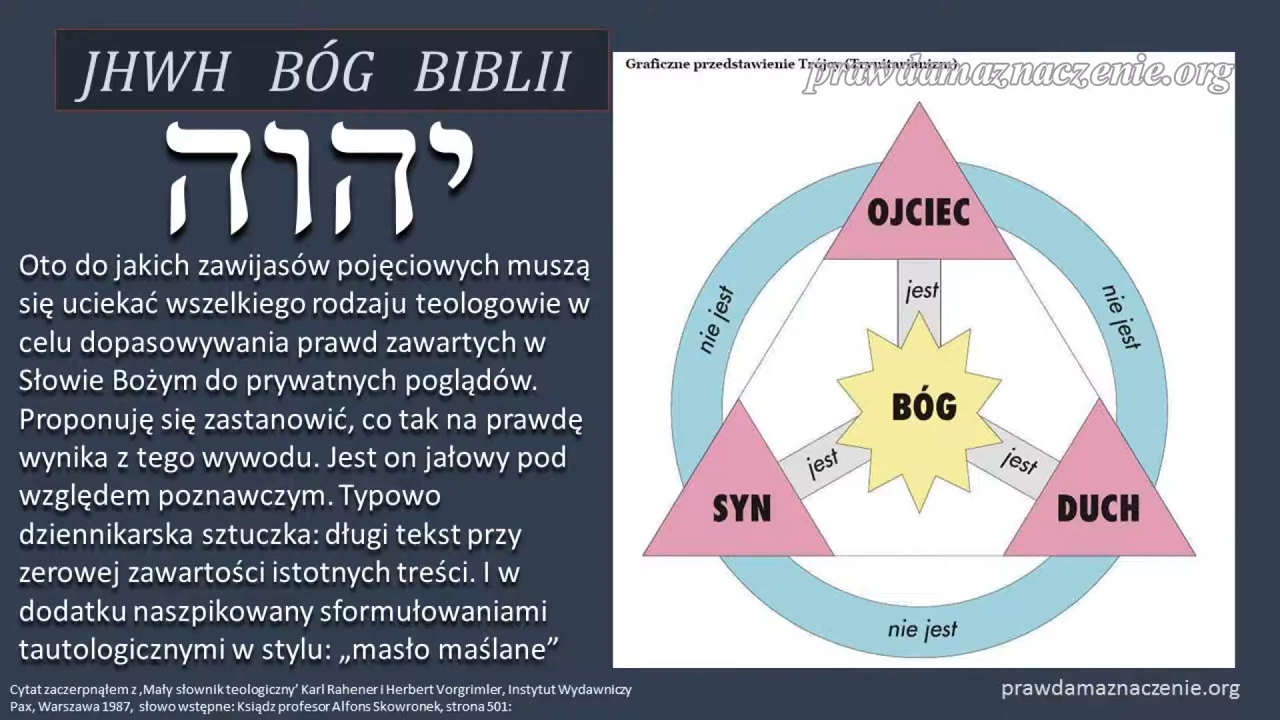 JHWH BÓG BIBLII
יהוה
Oto do jakich zawijasów pojęciowych muszą
się uciekać wszelkiego rodzaju teologowie w
celu dopasowywania prawd zawartych w
Słowie Bożym do prywatnych poglądów.
Proponuję się zastanowić, co tak na prawdę
wynika z tego wywodu. Jest on jałowy pod
względem poznawczym. Typowo
dziennikarska sztuczka: długi tekst przy
zerowej zawartości istotnych treści. I w
dodatku naszpikowany sformułowaniami
tautologicznymi w stylu: „masło maślane”
Cytat zaczerpnąłem z ‚Mały słownik teologiczny’ Karl Rahener i Herbert Vorgrimler, Instytut Wydawniczy
Pax, Warszawa 1987, słowo wstępne: Ksiądz profesor Alfons Skowronek, strona 501:
Graficzne przedstawienie Trójcy (Trynitarianizm)
prawdamaznaczenie.org
OJCIEC
jest
nie jest
nie jest
BÓG
jest
jest
SYN
DUCH
nie jest
prawdamaznaczenie.org